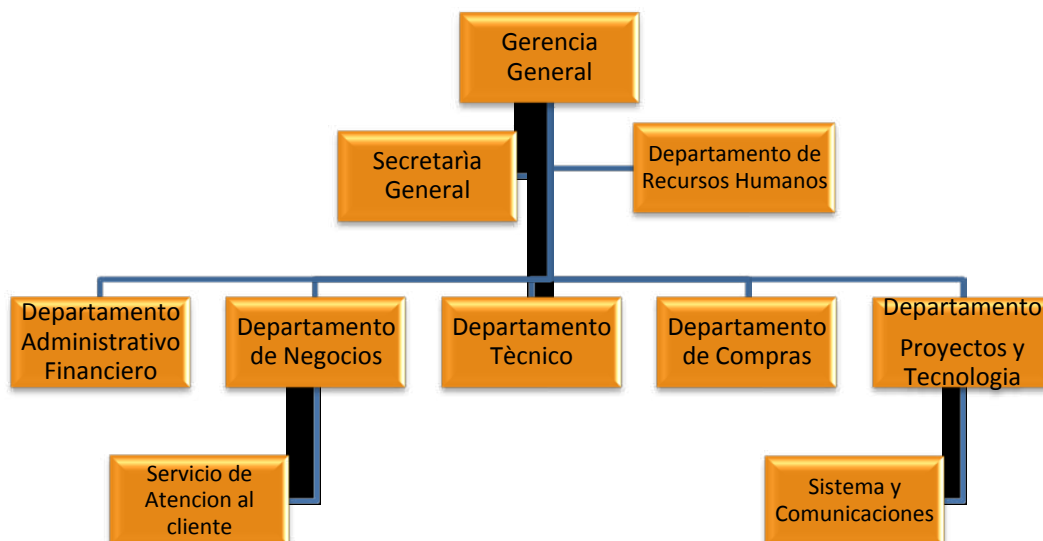 Gerencia
General
Secretarìa
General
Departamento de
Recursos Humanos
Departamento
Administrativo
Financiero
Departamento
de Negocios
Departamento
Tècnico
Departamento
de Compras
Departamento
Proyectos y
Tecnologia
Servicio de
Atencion al
cliente
Sistema y
Comunicaciones